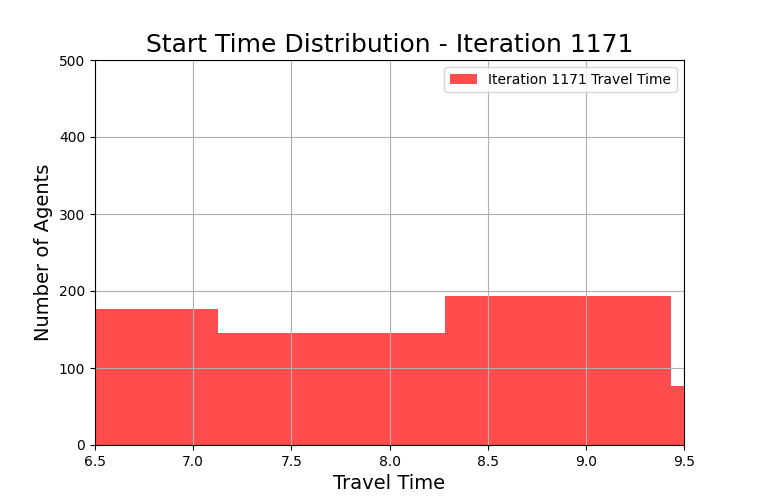 Start Time Distribution - Iteration 1171
Iteration 1171 Travel Time
Number of Agents
500
400
300
200
100
0
6.5 7.0 7.5 8.0 8.5 9.0 9.5
Travel Time